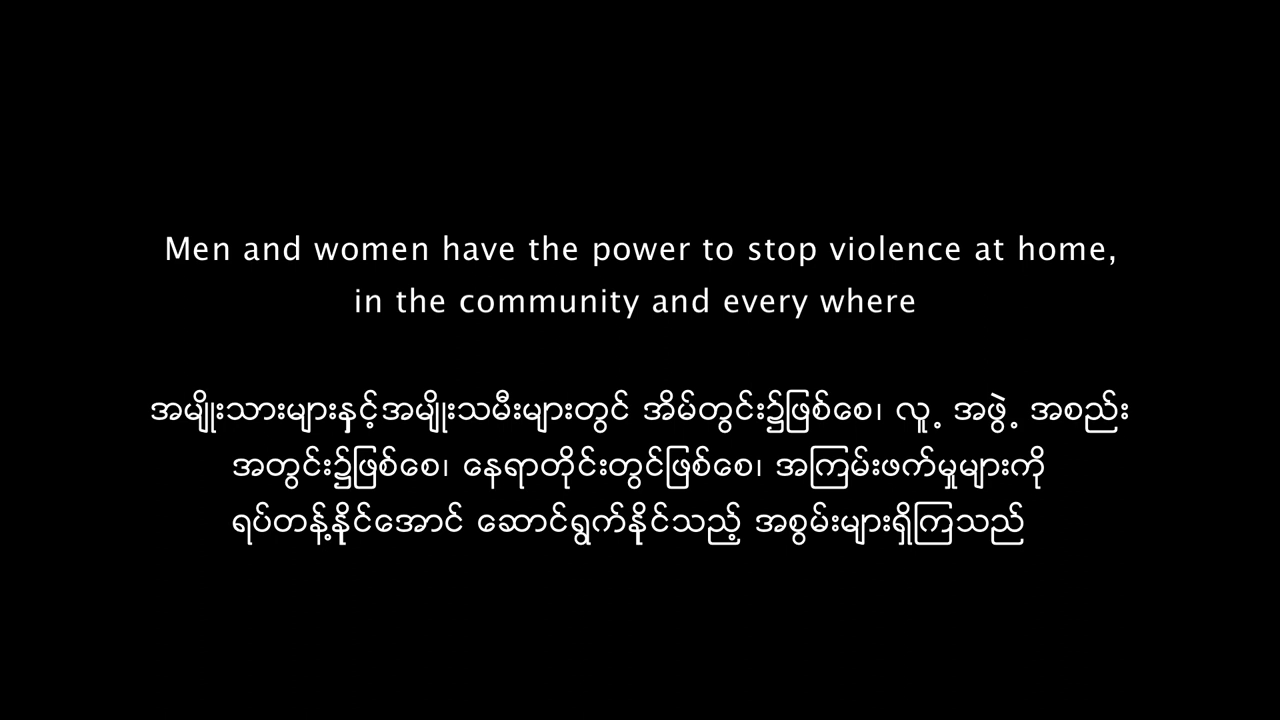 Men and women have the power to stop violence at home,
in the community and every where
အမျိုးသားများနှင့်အမျိုးသမီးများတွင် အိမ်တွင်း၌ဖြစ်စေ၊ လူ့ အဖွဲ့ အစည်း
အတွင်း၌ဖြစ်စေ၊ နေရာတိုင်းတွင်ဖြစ်စေ၊ အကြမ်းဖက်မှုများကို
ရပ်တန့်နိုင်အောင် ဆောင်ရွက်နိုင်သည့် အစွမ်းများရှိကြသည်